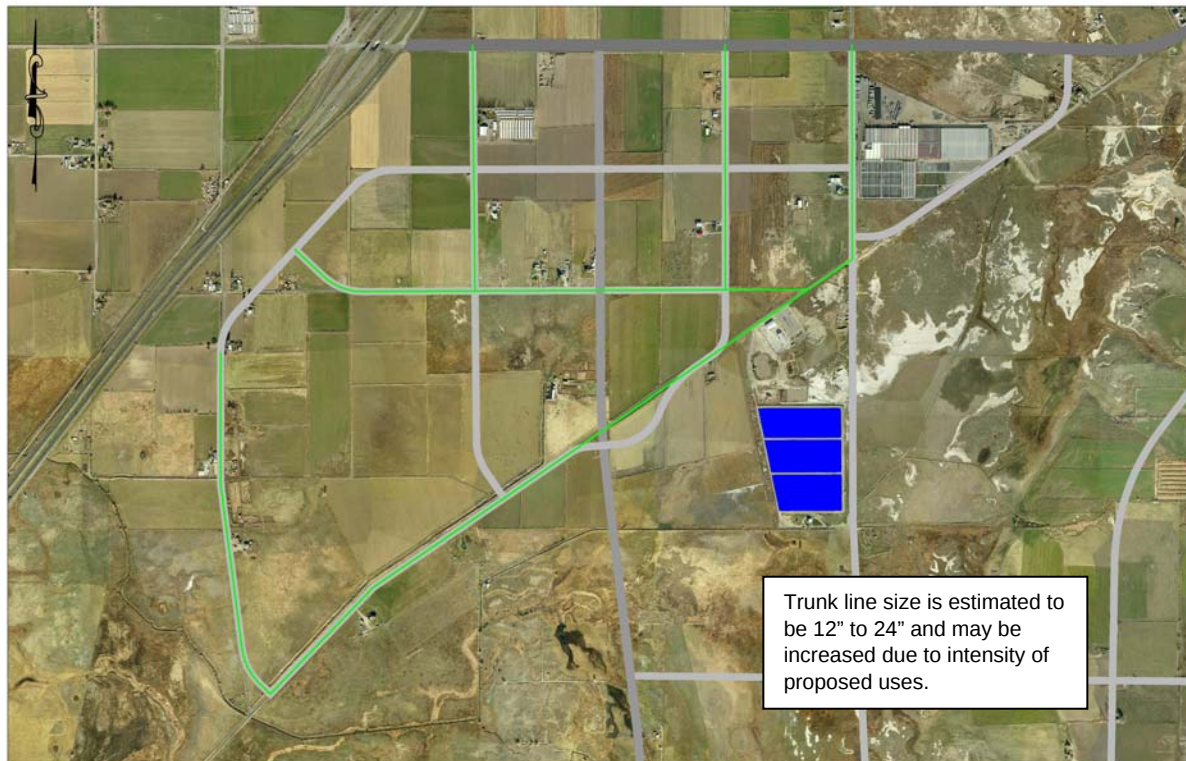 Trunk line size is estimated to
be 12” to 24” and may be
increased due to intensity of
proposed uses.